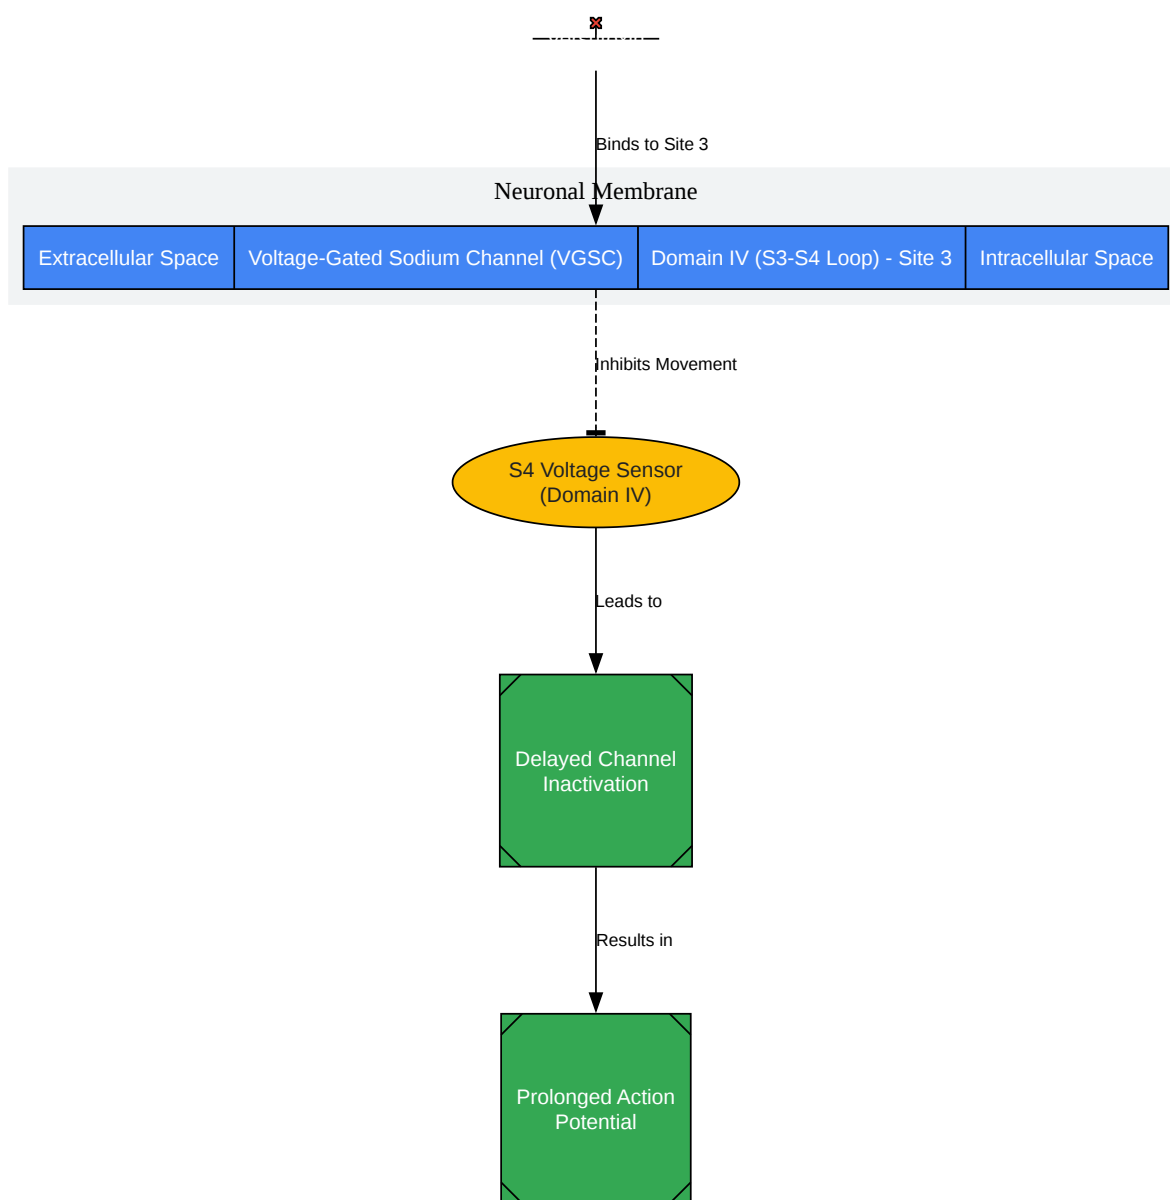 Binds to Site 3
Neuronal Membrane
Extracellular Space
Voltage-Gated Sodium Channel (VGSC)
Domain IV (S3-S4 Loop) - Site 3
Intracellular Space
Inhibits Movement
S4 Voltage Sensor
(Domain IV)
Leads to
Delayed Channel
Inactivation
Results in
Prolonged Action
Potential